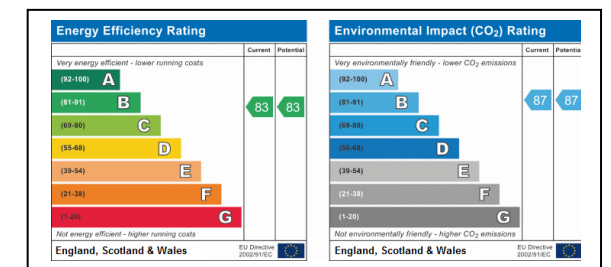 Energy Efficiency Rating
Current Potential
Very energy efficient - lower running costs
(92-100) A
(81-91) B 83 83
(69-80) C
(55-68) D
(39-54) E
(21-38) F
(1-20) G
Not energy efficient - higher running costs
England, Scotland & Wales
EU Directive
2002/91/EC
Environmental Impact (CO₂) Rating
Current Potentia
Very environmentally friendly - lower CO₂ emissions
(92-100) A
(81-91) B 87 87
(69-80) C
(55-68) D
(39-54) E
(21-38) F
(1-20) G
Not environmentally friendly - higher CO₂ emissions
England, Scotland & Wales
EU Directive
2002/91/EC